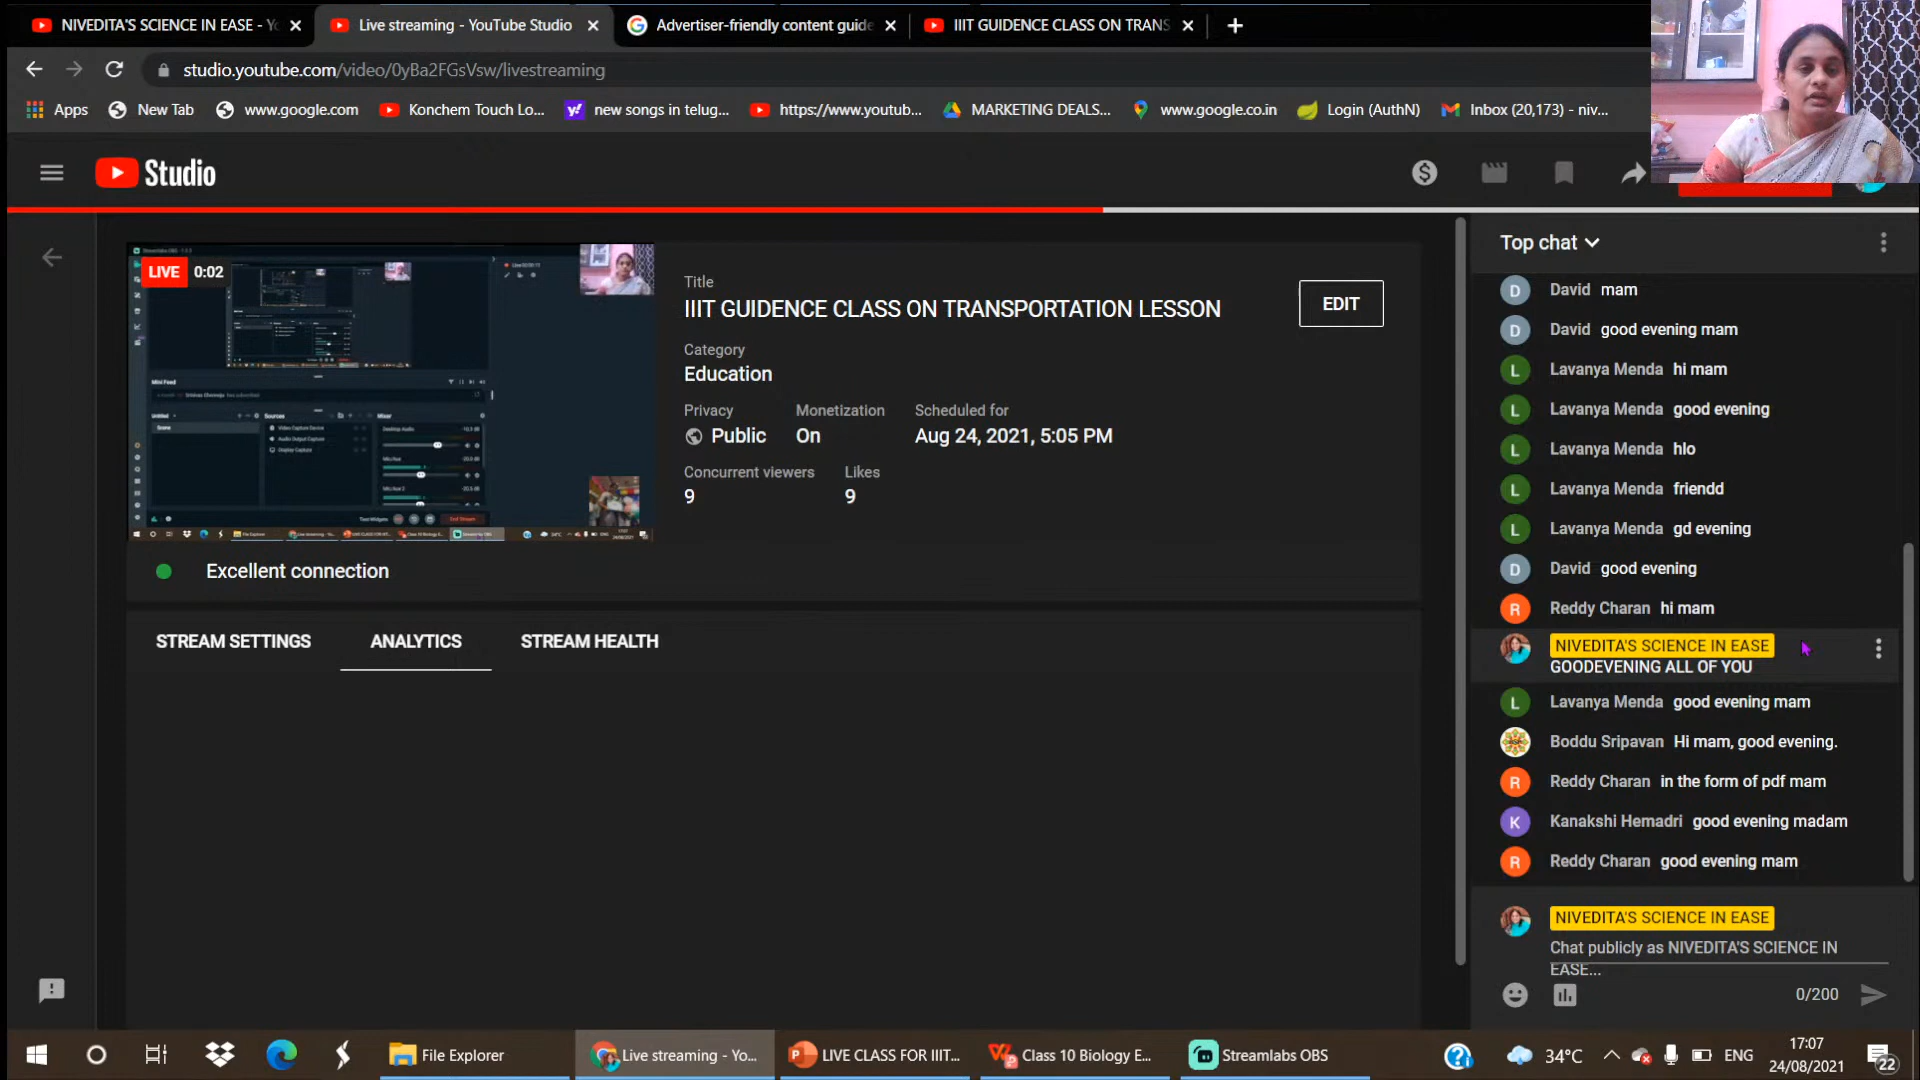 NIVEDITA'S SCIENCE IN EASE - Yo
Live streaming - YouTube Studio
Advertiser-friendly content guide
IIIT GUIDENCE CLASS ON TRANS
studio.youtube.com/video/0yBa2FGsVsw/livestreaming
Apps
New Tab
www.google.com
Konchem Touch Lo...
new songs in telug...
https://www.youtub...
MARKETING DEALS...
www.google.co.in
Login (AuthN)
Inbox (20,173) - niv...
Studio
LIVE 0:02
Title
IIIT GUIDENCE CLASS ON TRANSPORTATION LESSON
EDIT
Category
Education
Privacy Monetization Scheduled for
Public On Aug 24, 2021, 5:05 PM
Concurrent viewers Likes
9 9
Mini Feed
Sources
Mixer
Excellent connection
STREAM SETTINGS ANALYTICS STREAM HEALTH
Top chat
D David mam
D David good evening mam
L Lavanya Menda hi mam
L Lavanya Menda good evening
L Lavanya Menda hlo
L Lavanya Menda friendd
L Lavanya Menda gd evening
D David good evening
R Reddy Charan hi mam
NIVEDITA'S SCIENCE IN EASE
GOODEVENING ALL OF YOU
L Lavanya Menda good evening mam
Boddu Sripavan Hi mam, good evening.
R Reddy Charan in the form of pdf mam
K Kanakshi Hemadri good evening madam
R Reddy Charan good evening mam
NIVEDITA'S SCIENCE IN EASE
Chat publicly as NIVEDITA'S SCIENCE IN
EASE...
0/200
File Explorer
Live streaming - Yo...
LIVE CLASS FOR IIIT...
Class 10 Biology E...
Streamlabs OBS
34°C
ENG
17:07
24/08/2021
22